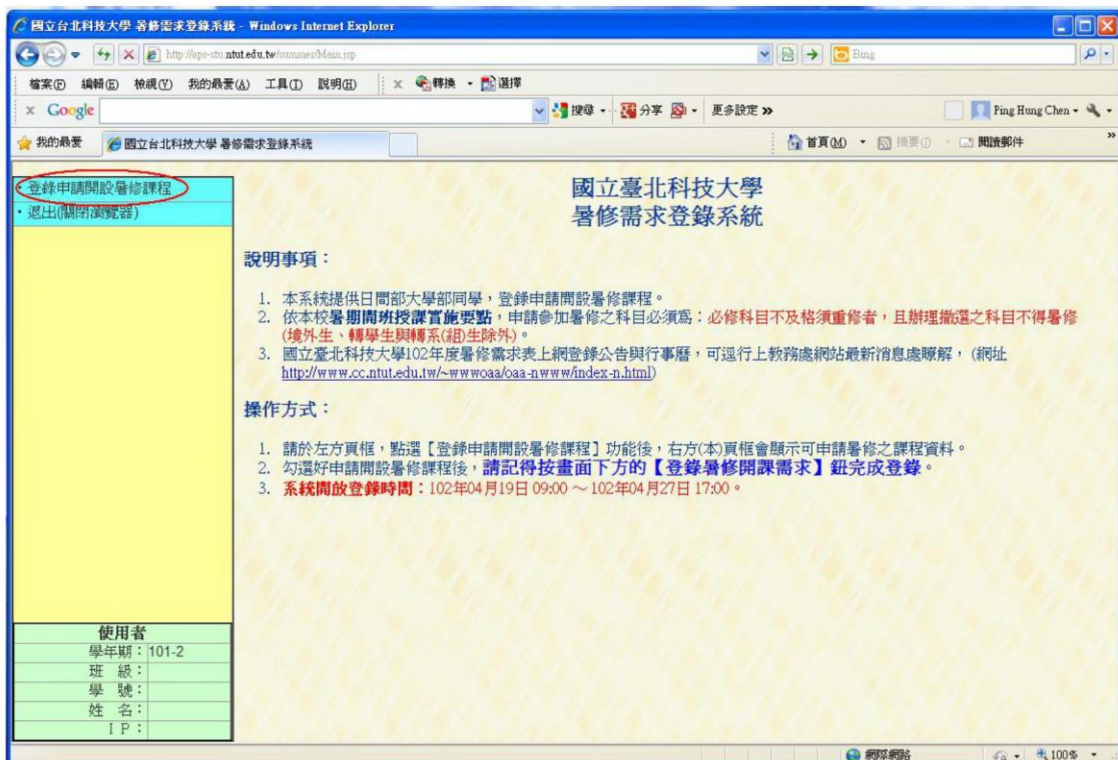 國立台北科技大學 暑修需求登錄系統 - Windows Internet Explorer
http://aps-stu.ntut.edu.tw/summer/Main.jsp
Bing
檔案(F) 編輯(E) 檢視(V) 我的最愛(A) 工具(T) 說明(H) x 轉換 選擇
x Google 搜尋 分享 更多設定 >> Ping Hung Chen
我的最愛 國立台北科技大學 暑修需求登錄系統 首頁(M) 摘要(J) 閱讀郵件 >>
・登錄申請開設暑修課程
・退出(關閉瀏覽器)
國立臺北科技大學
暑修需求登錄系統
說明事項：
1. 本系統提供日間部大學部同學，登錄申請開設暑修課程。
2. 依本校暑期開班授課實施要點，申請參加暑修之科目必須為：必修科目不及格須重修者，且辦理撤選之科目不得暑修
(境外生、轉學生與轉系(組)生除外)。
3. 國立臺北科技大學102年度暑修需求表上網登錄公告與行事曆，可逕行上教務處網站最新消息處瞭解， (網址
http://www.cc.ntut.edu.tw/~wwwoaa/oaa-nwww/index-n.html)
操作方式：
1. 請於左方頁框，點選【登錄申請開設暑修課程】功能後，右方(本)頁框會顯示可申請暑修之課程資料。
2. 勾選好申請開設暑修課程後，請記得按畫面下方的【登錄暑修開課需求】鈕完成登錄。
3. 系統開放登錄時間：102年04月19日 09:00 ～ 102年04月27日 17:00。
使用者
學年期：101-2
班 級：
學 號：
姓 名：
I P：
網際網路 100%